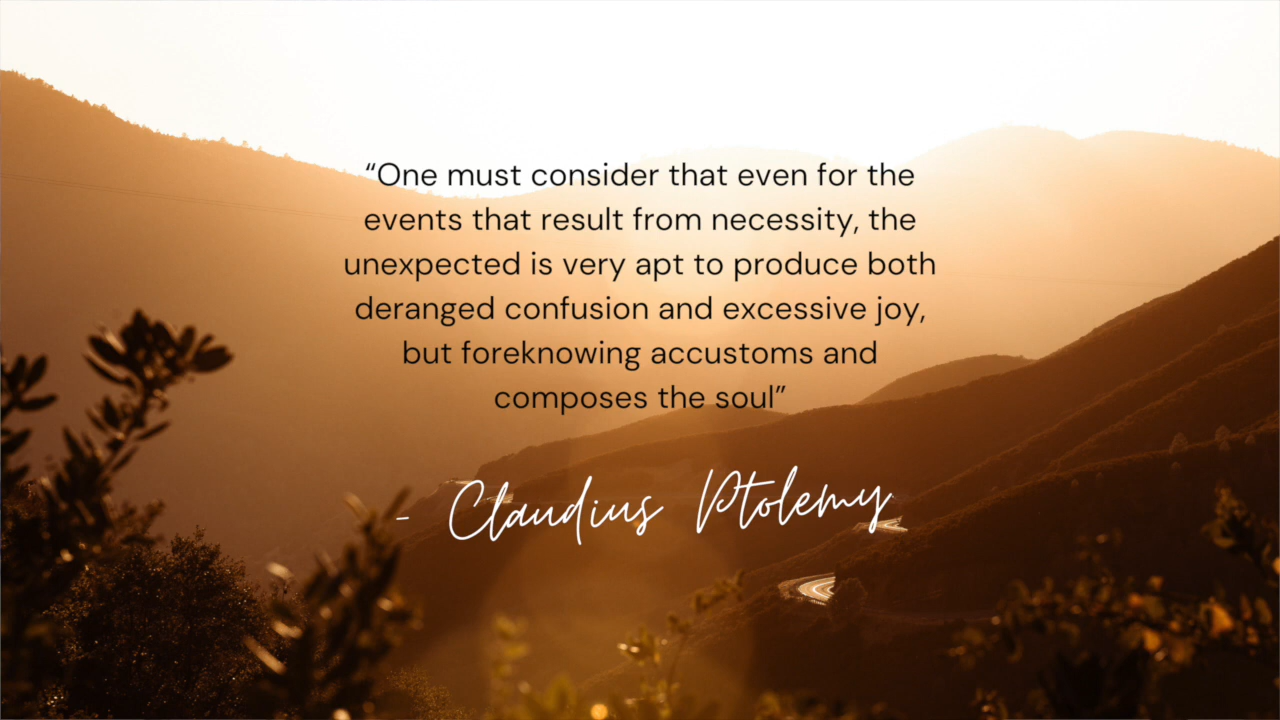 “One must consider that even for the
events that result from necessity, the
unexpected is very apt to produce both
deranged confusion and excessive joy,
but foreknowing accustoms and
composes the soul”
- Claudius Ptolemy